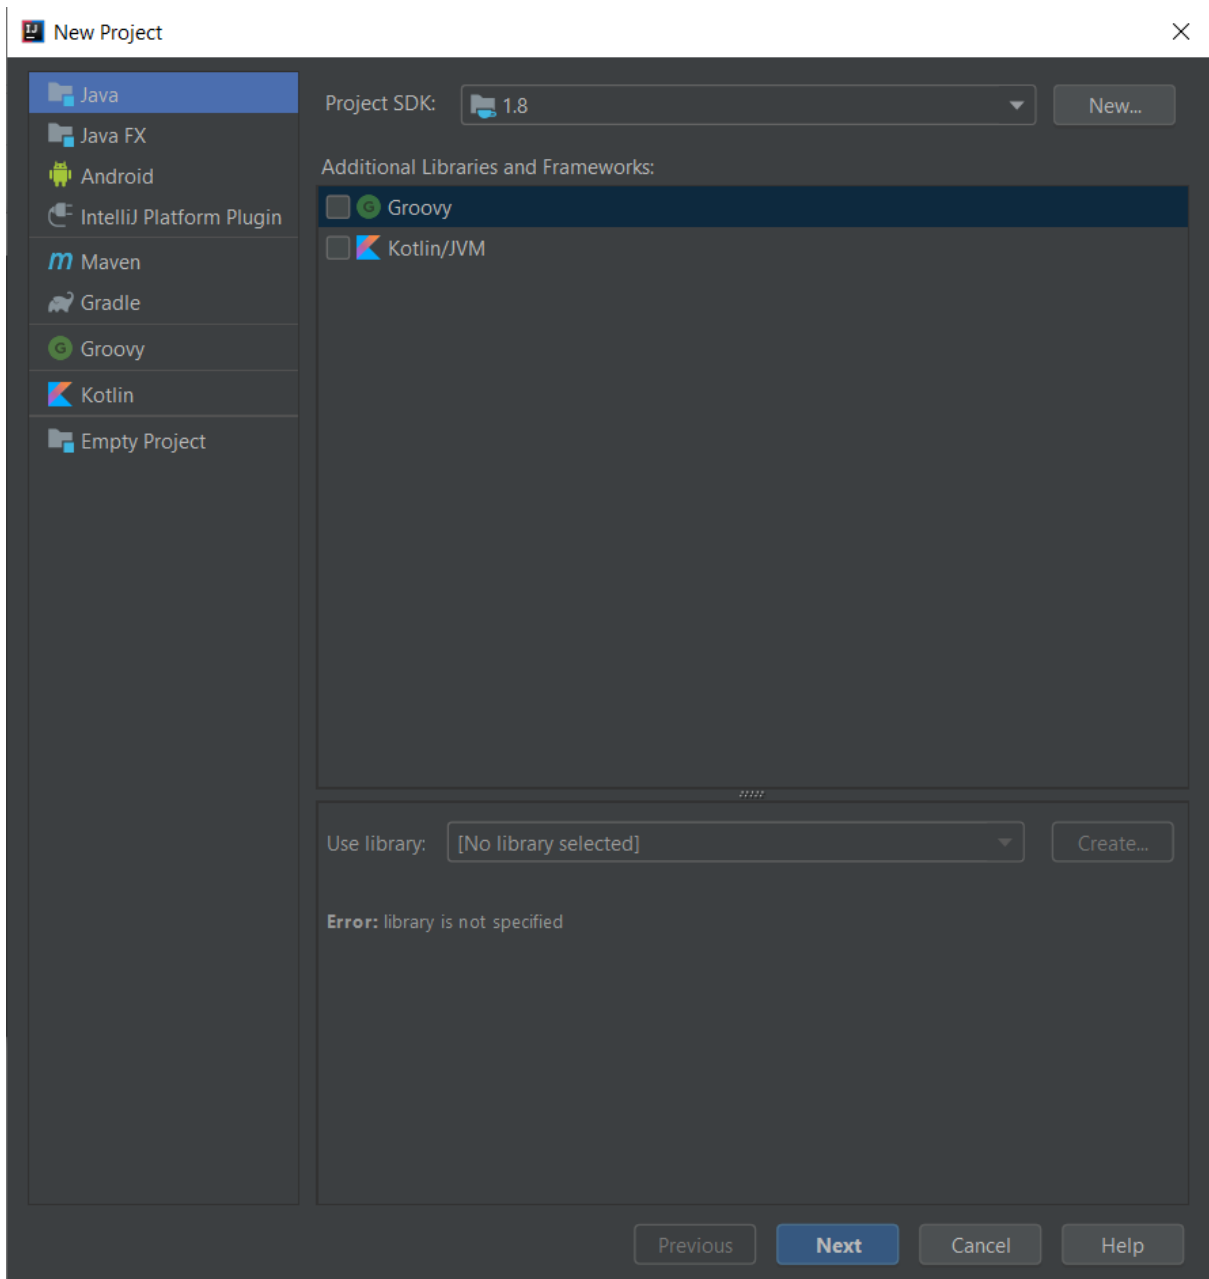 New Project
Java
Java FX
Android
IntelliJ Platform Plugin
Maven
Gradle
Groovy
Kotlin
Empty Project
Project SDK: 1.8 New...
Additional Libraries and Frameworks:
Groovy
Kotlin/JVM
Use library: [No library selected] Create...
Error: library is not specified
Previous Next Cancel Help